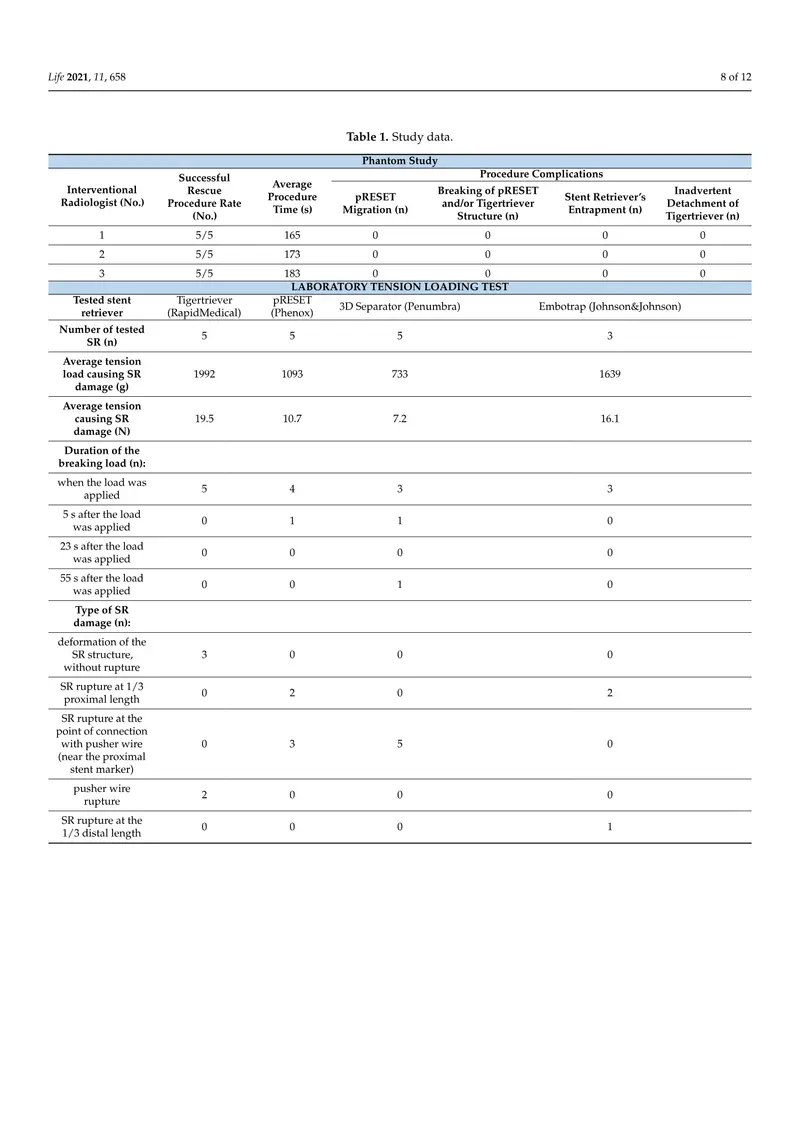 Life 2021, 11, 658
8 of 12
Table 1. Study data.
Phantom Study
Interventional
Radiologist (No.)
Successful
Rescue
Procedure Rate
(No.)
Average
Procedure
Time (s)
Procedure Complications
pRESET
Migration (n)
Breaking of pRESET
and/or Tigertriever
Structure (n)
Stent Retriever's
Entrapment (n)
Inadvertent
Detachment of
Tigertriever (n)
1 5/5 165 0 0 0 0
2 5/5 173 0 0 0 0
3 5/5 183 0 0 0 0
LABORATORY TENSION LOADING TEST
Tested stent
retriever
Tigertriever
(RapidMedical)
pRESET
(Phenox)
3D Separator (Penumbra)
Embotrap (Johnson&Johnson)
Number of tested
SR (n)
5 5 5 3
Average tension
load causing SR
damage (g)
1992 1093 733 1639
Average tension
causing SR
damage (N)
19.5 10.7 7.2 16.1
Duration of the
breaking load (n):
when the load was
applied
5 4 3 3
5 s after the load
was applied
0 1 1 0
23 s after the load
was applied
0 0 0 0
55 s after the load
was applied
0 0 1 0
Type of SR
damage (n):
deformation of the
SR structure,
without rupture
3 0 0 0
SR rupture at 1/3
proximal length
0 2 0 2
SR rupture at the
point of connection
with pusher wire
(near the proximal
stent marker)
0 3 5 0
pusher wire
rupture
2 0 0 0
SR rupture at the
1/3 distal length
0 0 0 1